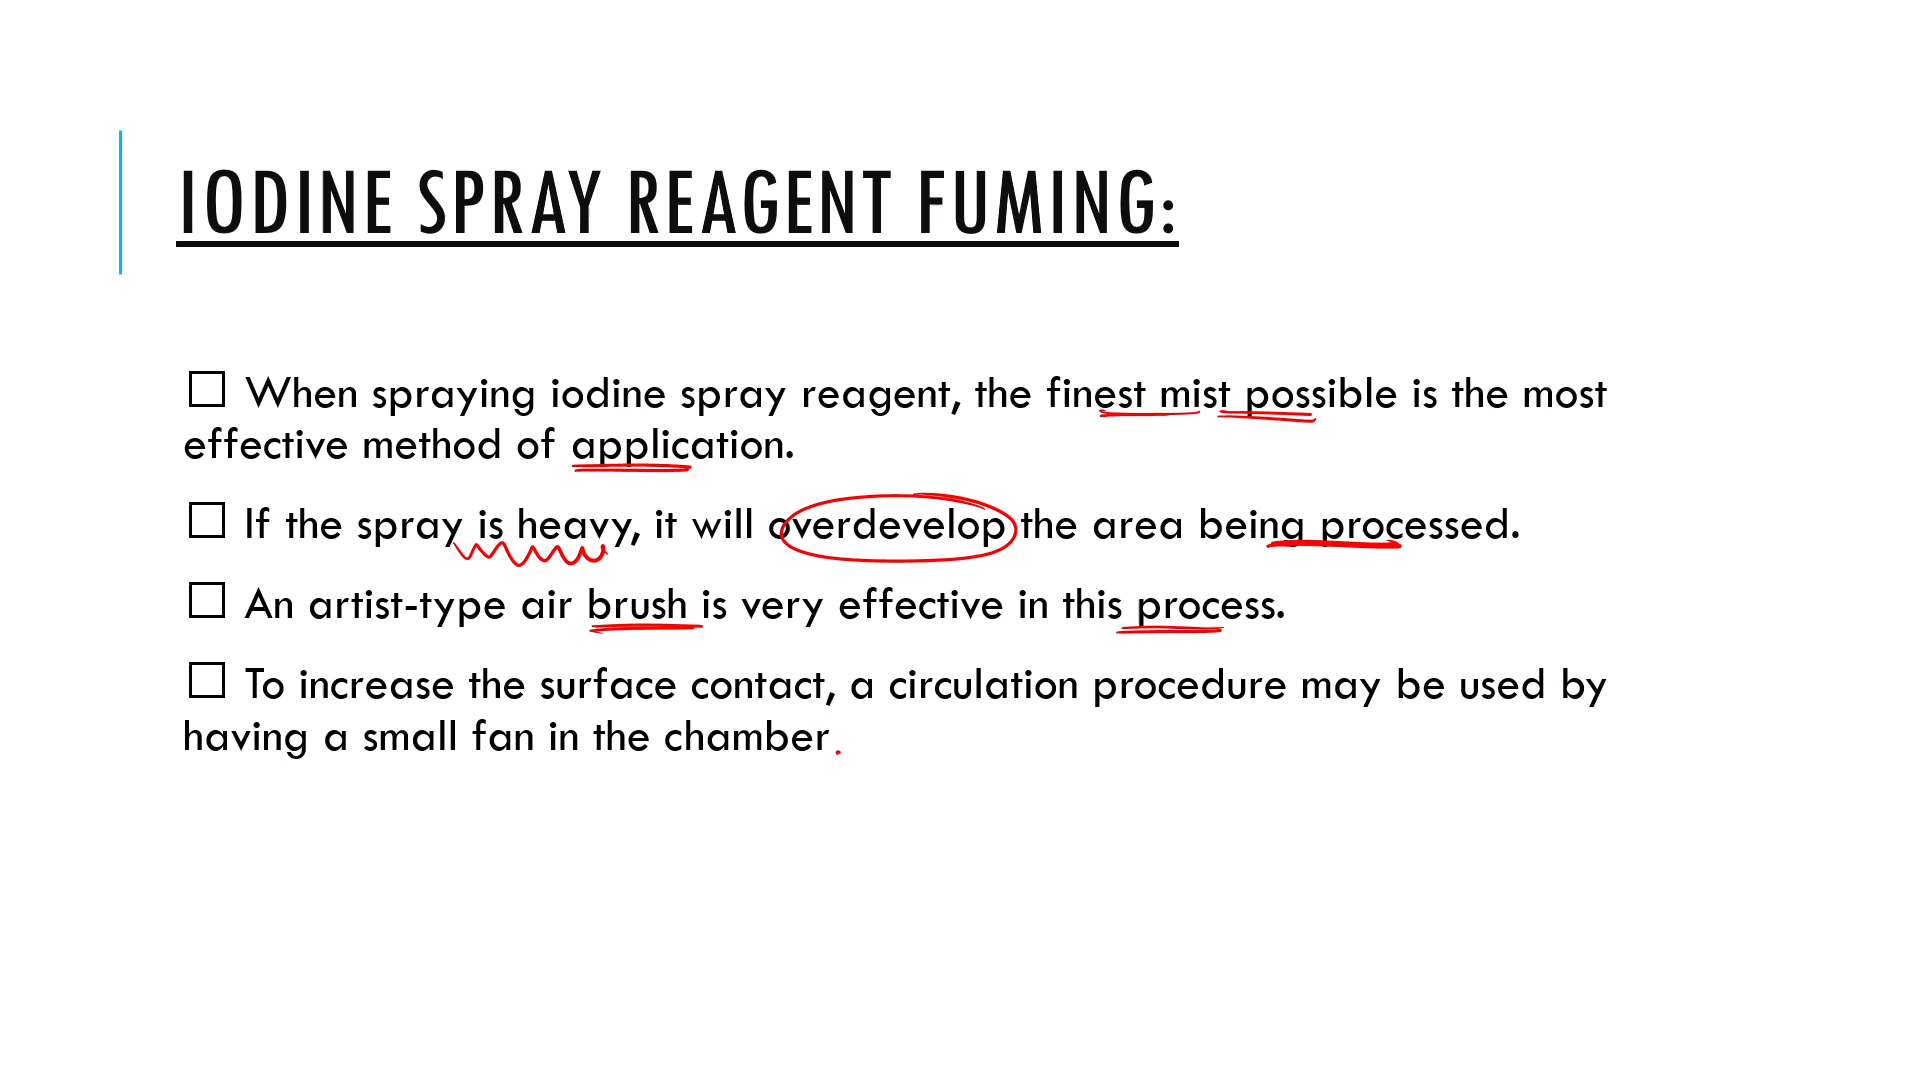 IODINE SPRAY REAGENT FUMING:
☐ When spraying iodine spray reagent, the finest mist possible is the most
effective method of application.
☐ If the spray is heavy, it will overdevelop the area being processed.
☐ An artist-type air brush is very effective in this process.
☐ To increase the surface contact, a circulation procedure may be used by
having a small fan in the chamber.